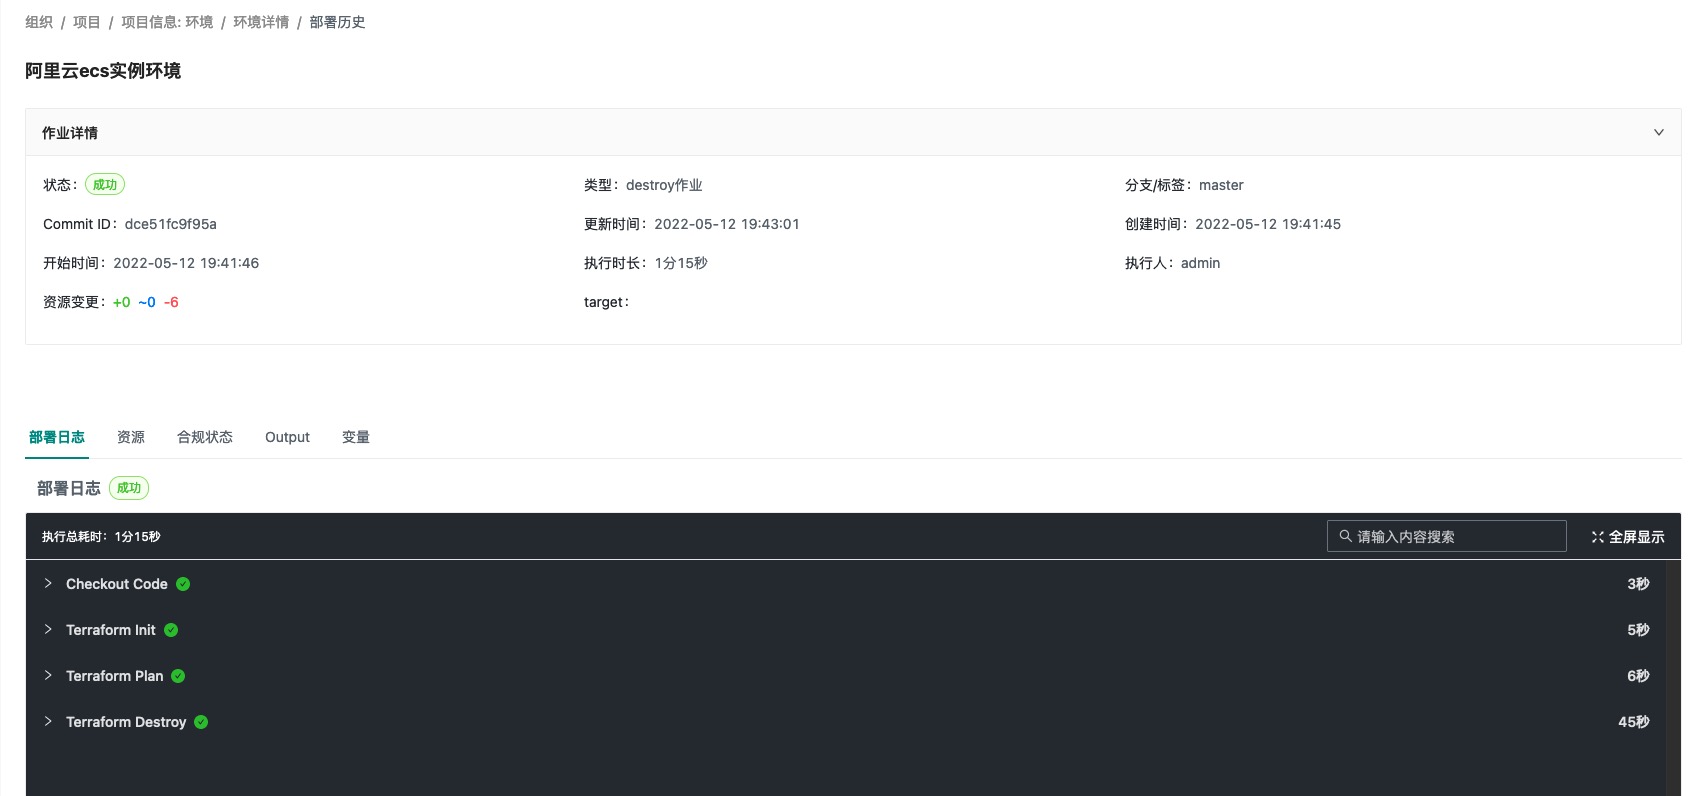 组织 / 项目 / 项目信息: 环境 / 环境详情 / 部署历史
阿里云ecs实例环境
作业详情
状态： 成功 类型： destroy作业 分支/标签： master
Commit ID： dce51fc9f95a 更新时间： 2022-05-12 19:43:01 创建时间： 2022-05-12 19:41:45
开始时间： 2022-05-12 19:41:46 执行时长： 1分15秒 执行人： admin
资源变更： +0 ~0 -6 target：
部署日志 资源 合规状态 Output 变量
部署日志 成功
执行总耗时： 1分15秒 请输入内容搜索 全屏显示
Checkout Code 3秒
Terraform Init 5秒
Terraform Plan 6秒
Terraform Destroy 45秒